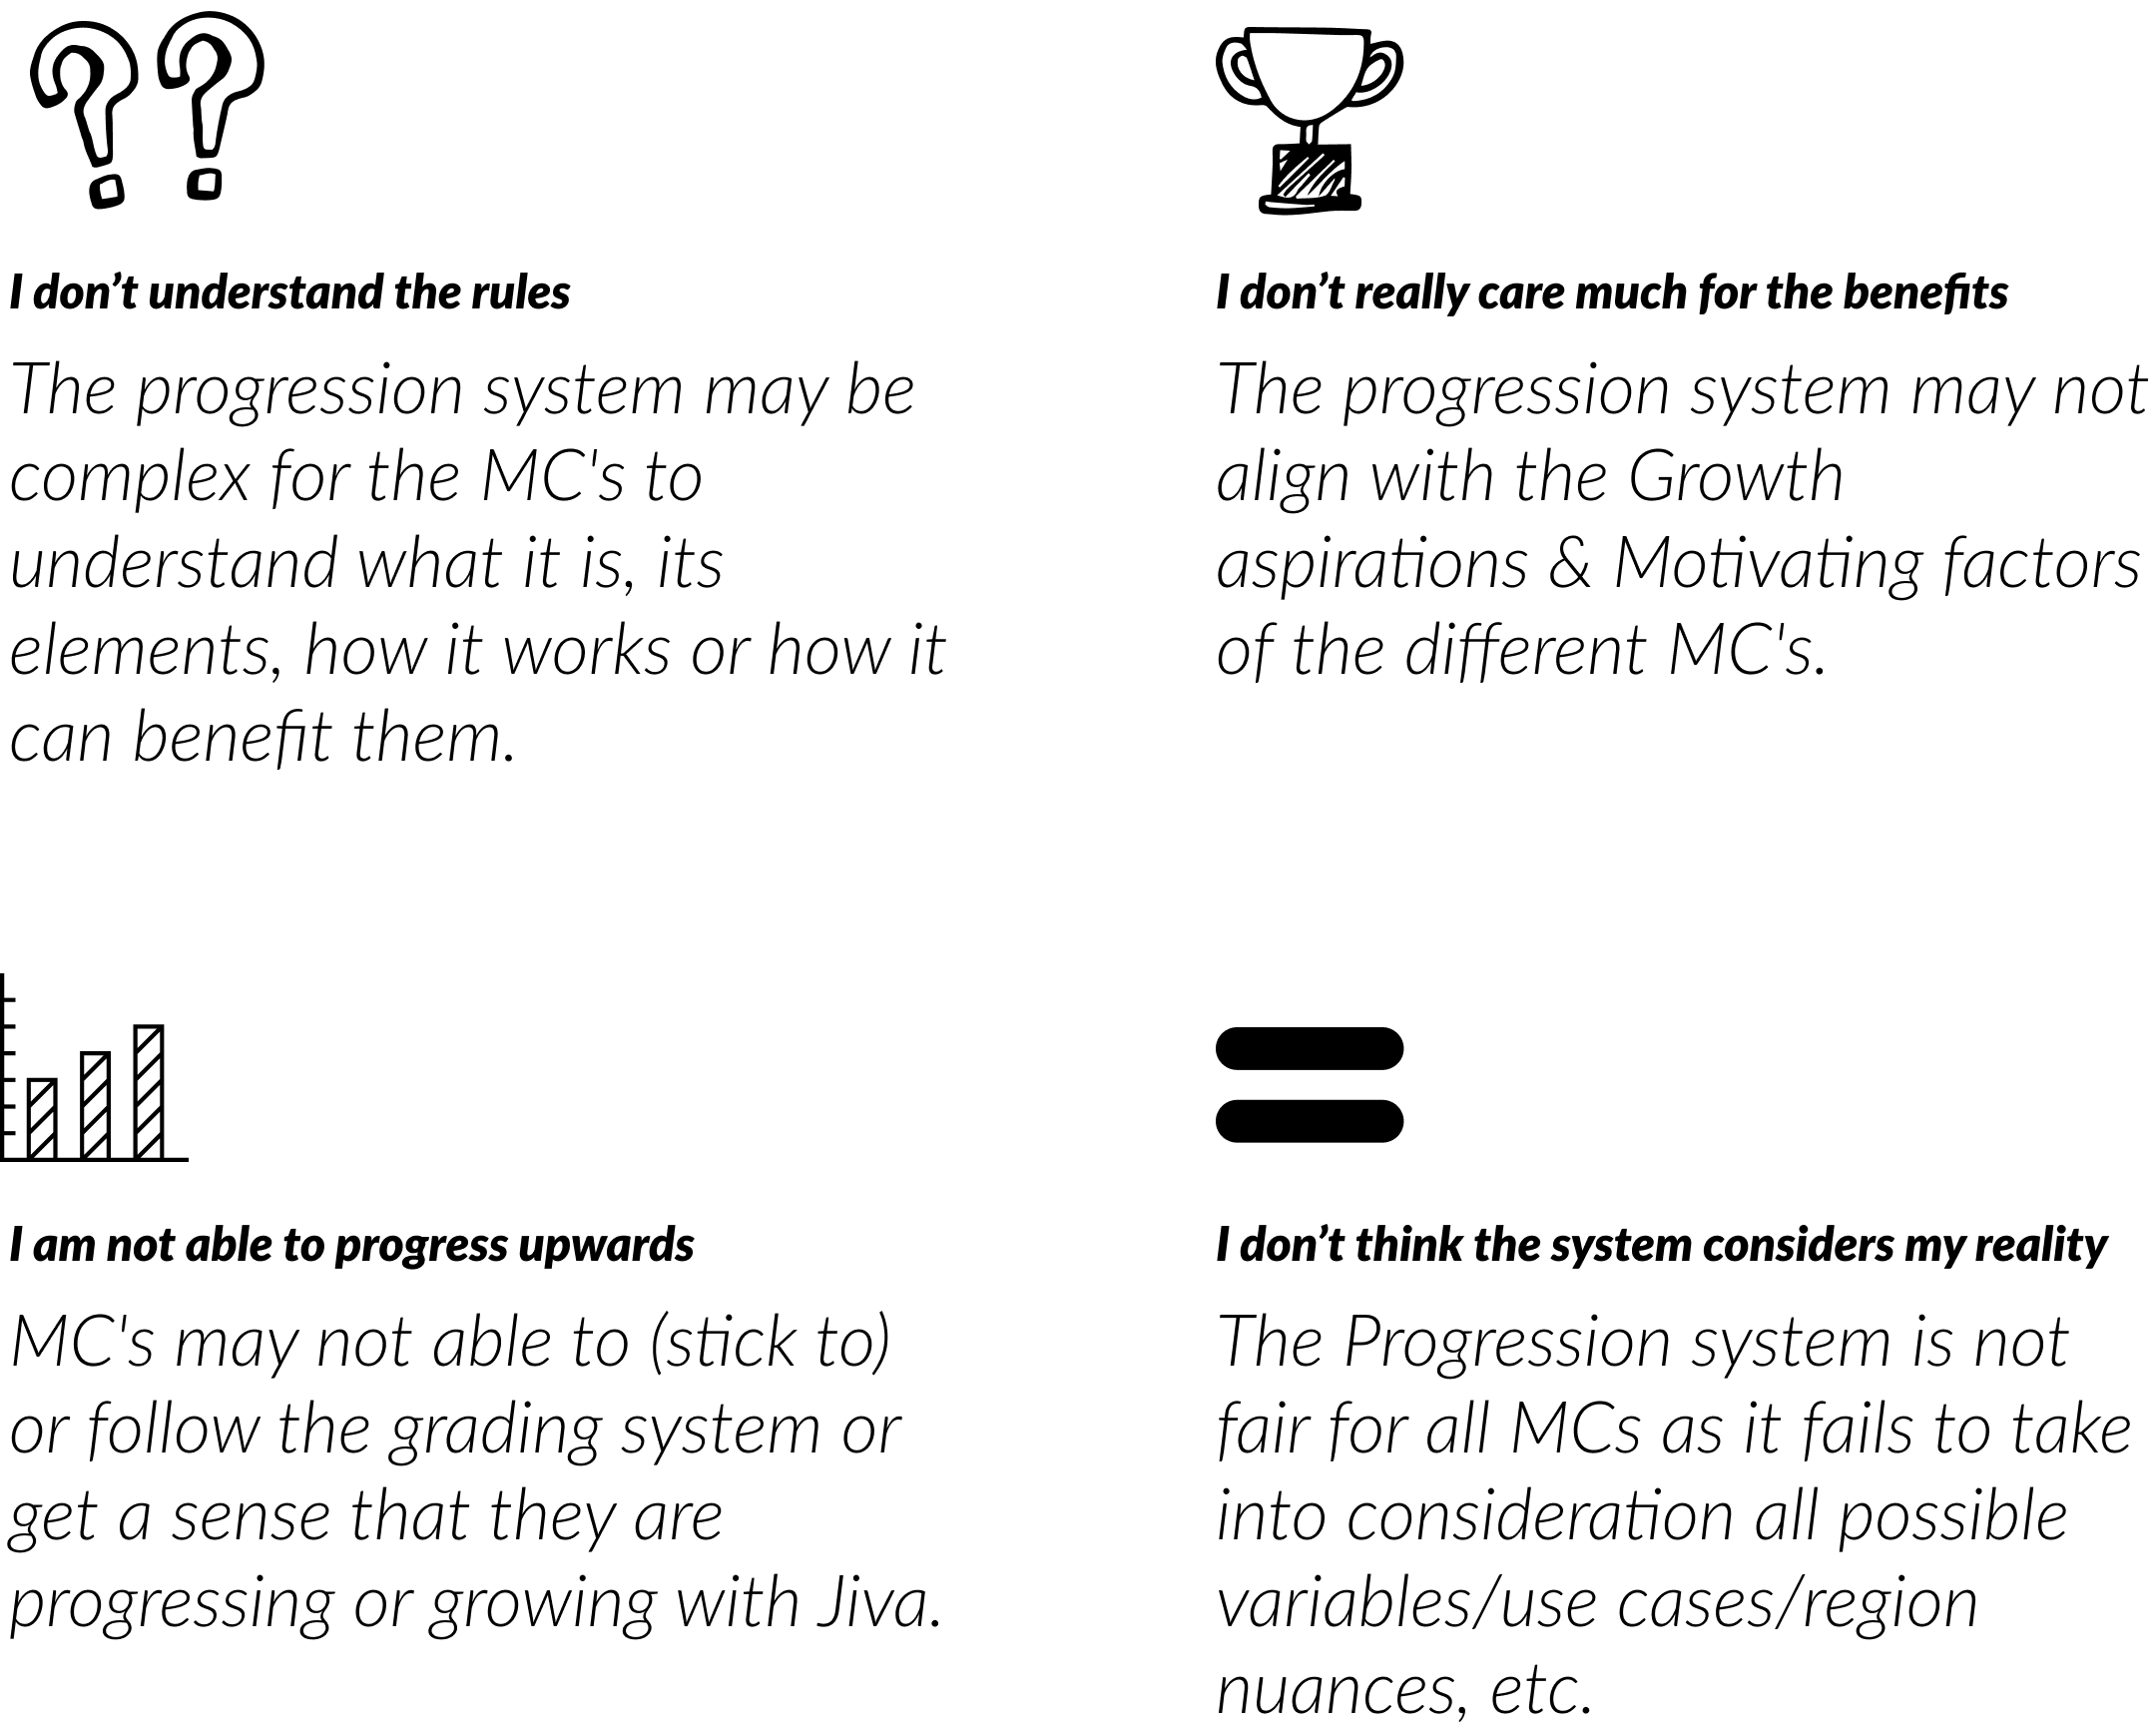 I don’t understand the rules
The progression system may be
complex for the MC's to
understand what it is, its
elements, how it works or how it
can benefit them.
I don’t really care much for the benefits
The progression system may not
align with the Growth
aspirations & Motivating factors
of the different MC's.
I am not able to progress upwards
MC's may not able to (stick to)
or follow the grading system or
get a sense that they are
progressing or growing with Jiva.
I don’t think the system considers my reality
The Progression system is not
fair for all MCs as it fails to take
into consideration all possible
variables/use cases/region
nuances, etc.